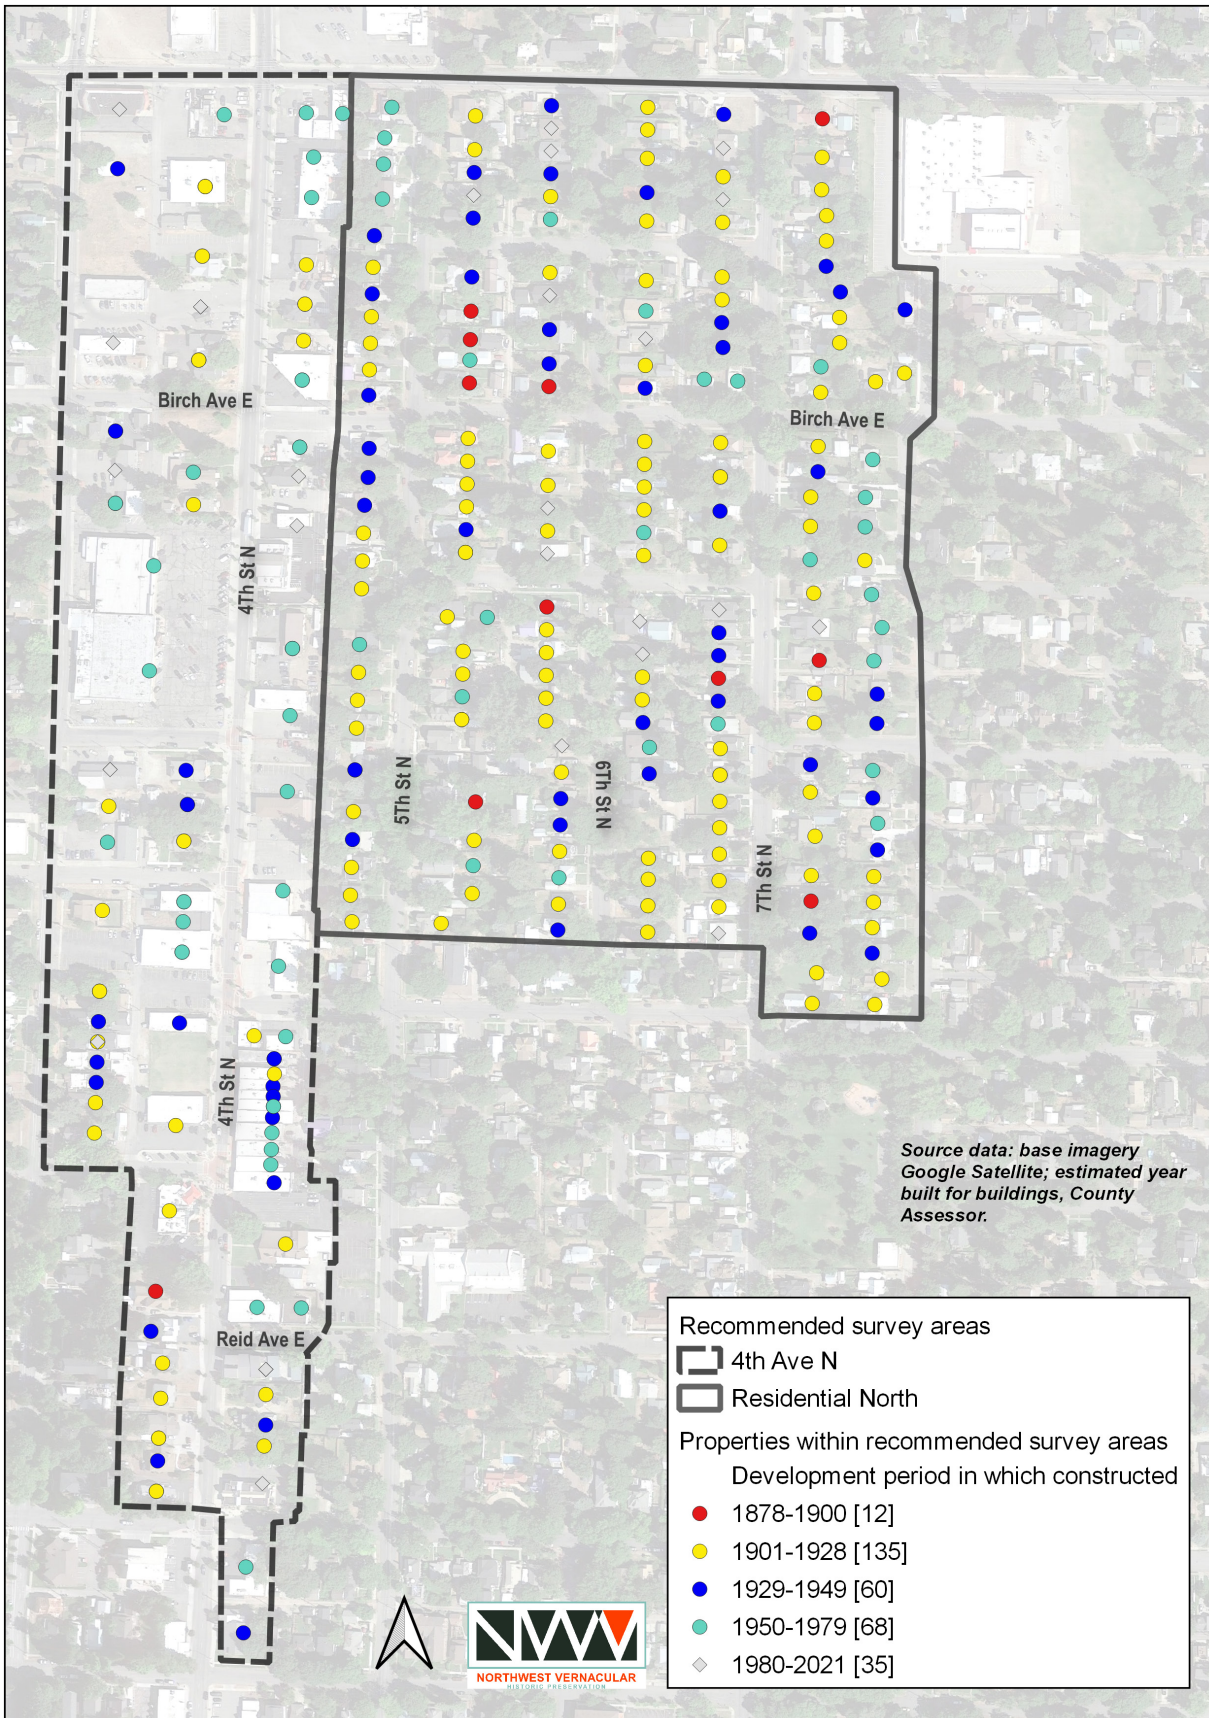 Birch Ave E
Birch Ave E
4Th St N
5Th St N
6Th St N
7Th St N
4Th St N
Source data: base imagery
Google Satellite; estimated year
built for buildings, County
Assessor.
Reid Ave E
Recommended survey areas
4th Ave N
Residential North
Properties within recommended survey areas
Development period in which constructed
1878-1900 [12]
1901-1928 [135]
1929-1949 [60]
1950-1979 [68]
1980-2021 [35]
NWV
NORTHWEST VERNACULAR
HISTORIC PRESERVATION